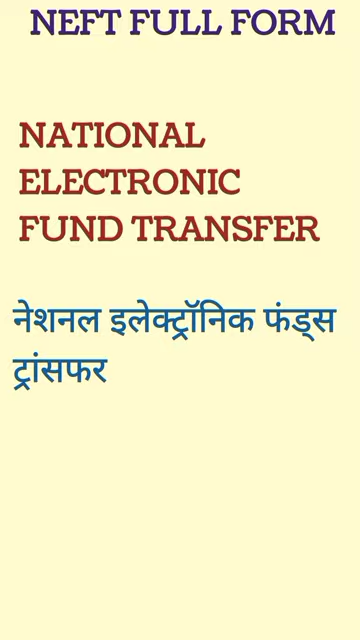 NEFT FULL FORM
NATIONAL
ELECTRONIC
FUND TRANSFER
नेशनल इलेक्ट्रॉनिक फंड्स
ट्रांसफर